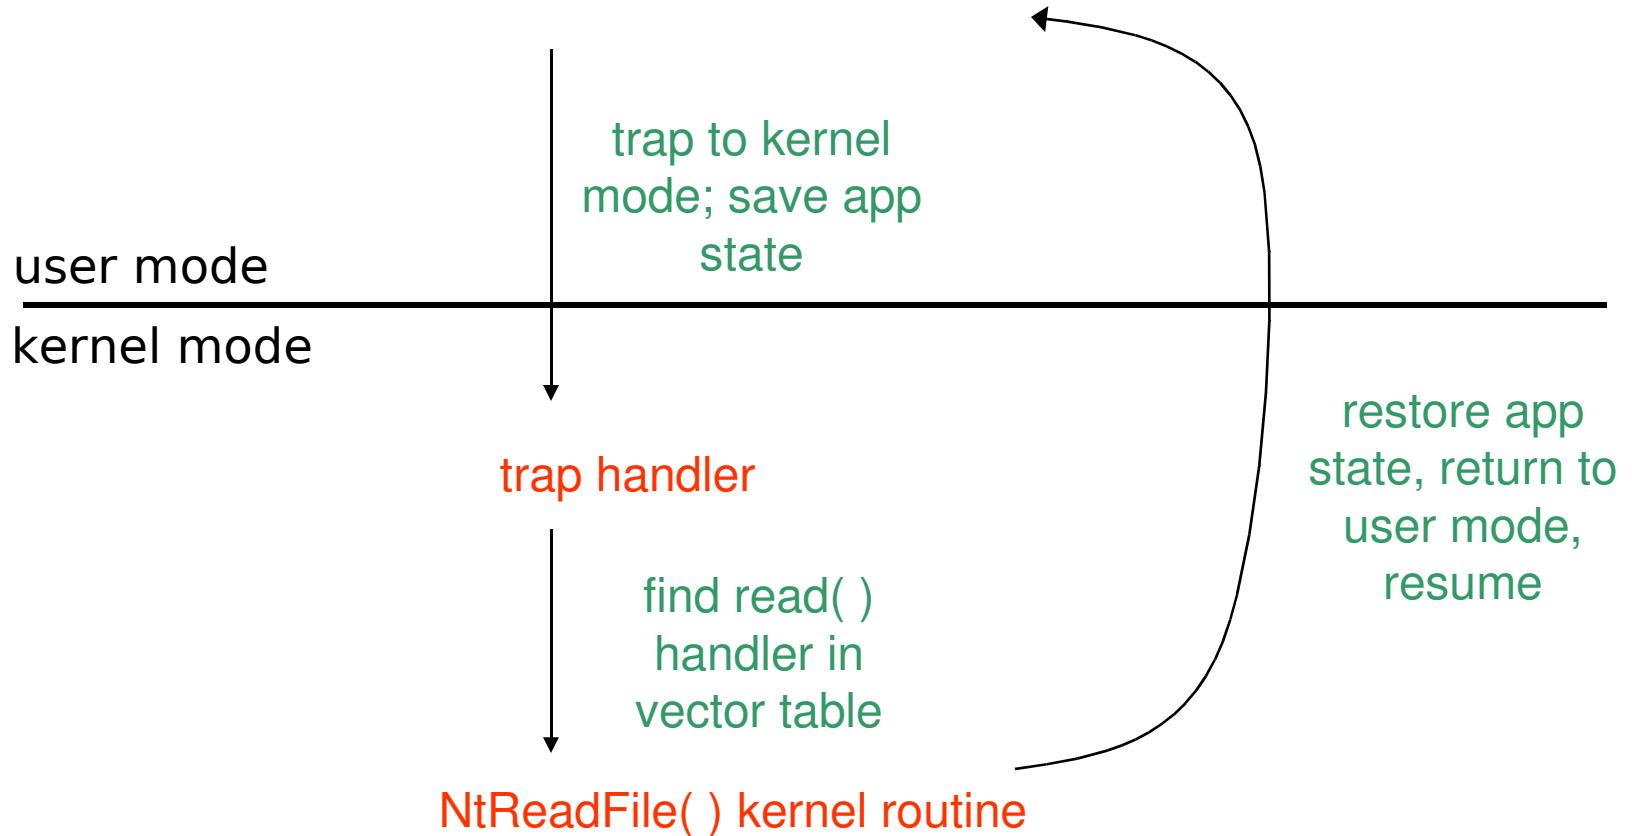 trap to kernel
mode; save app
state
user mode
kernel mode
trap handler
find read( )
handler in
vector table
NtReadFile( ) kernel routine
restore app
state, return to
user mode,
resume